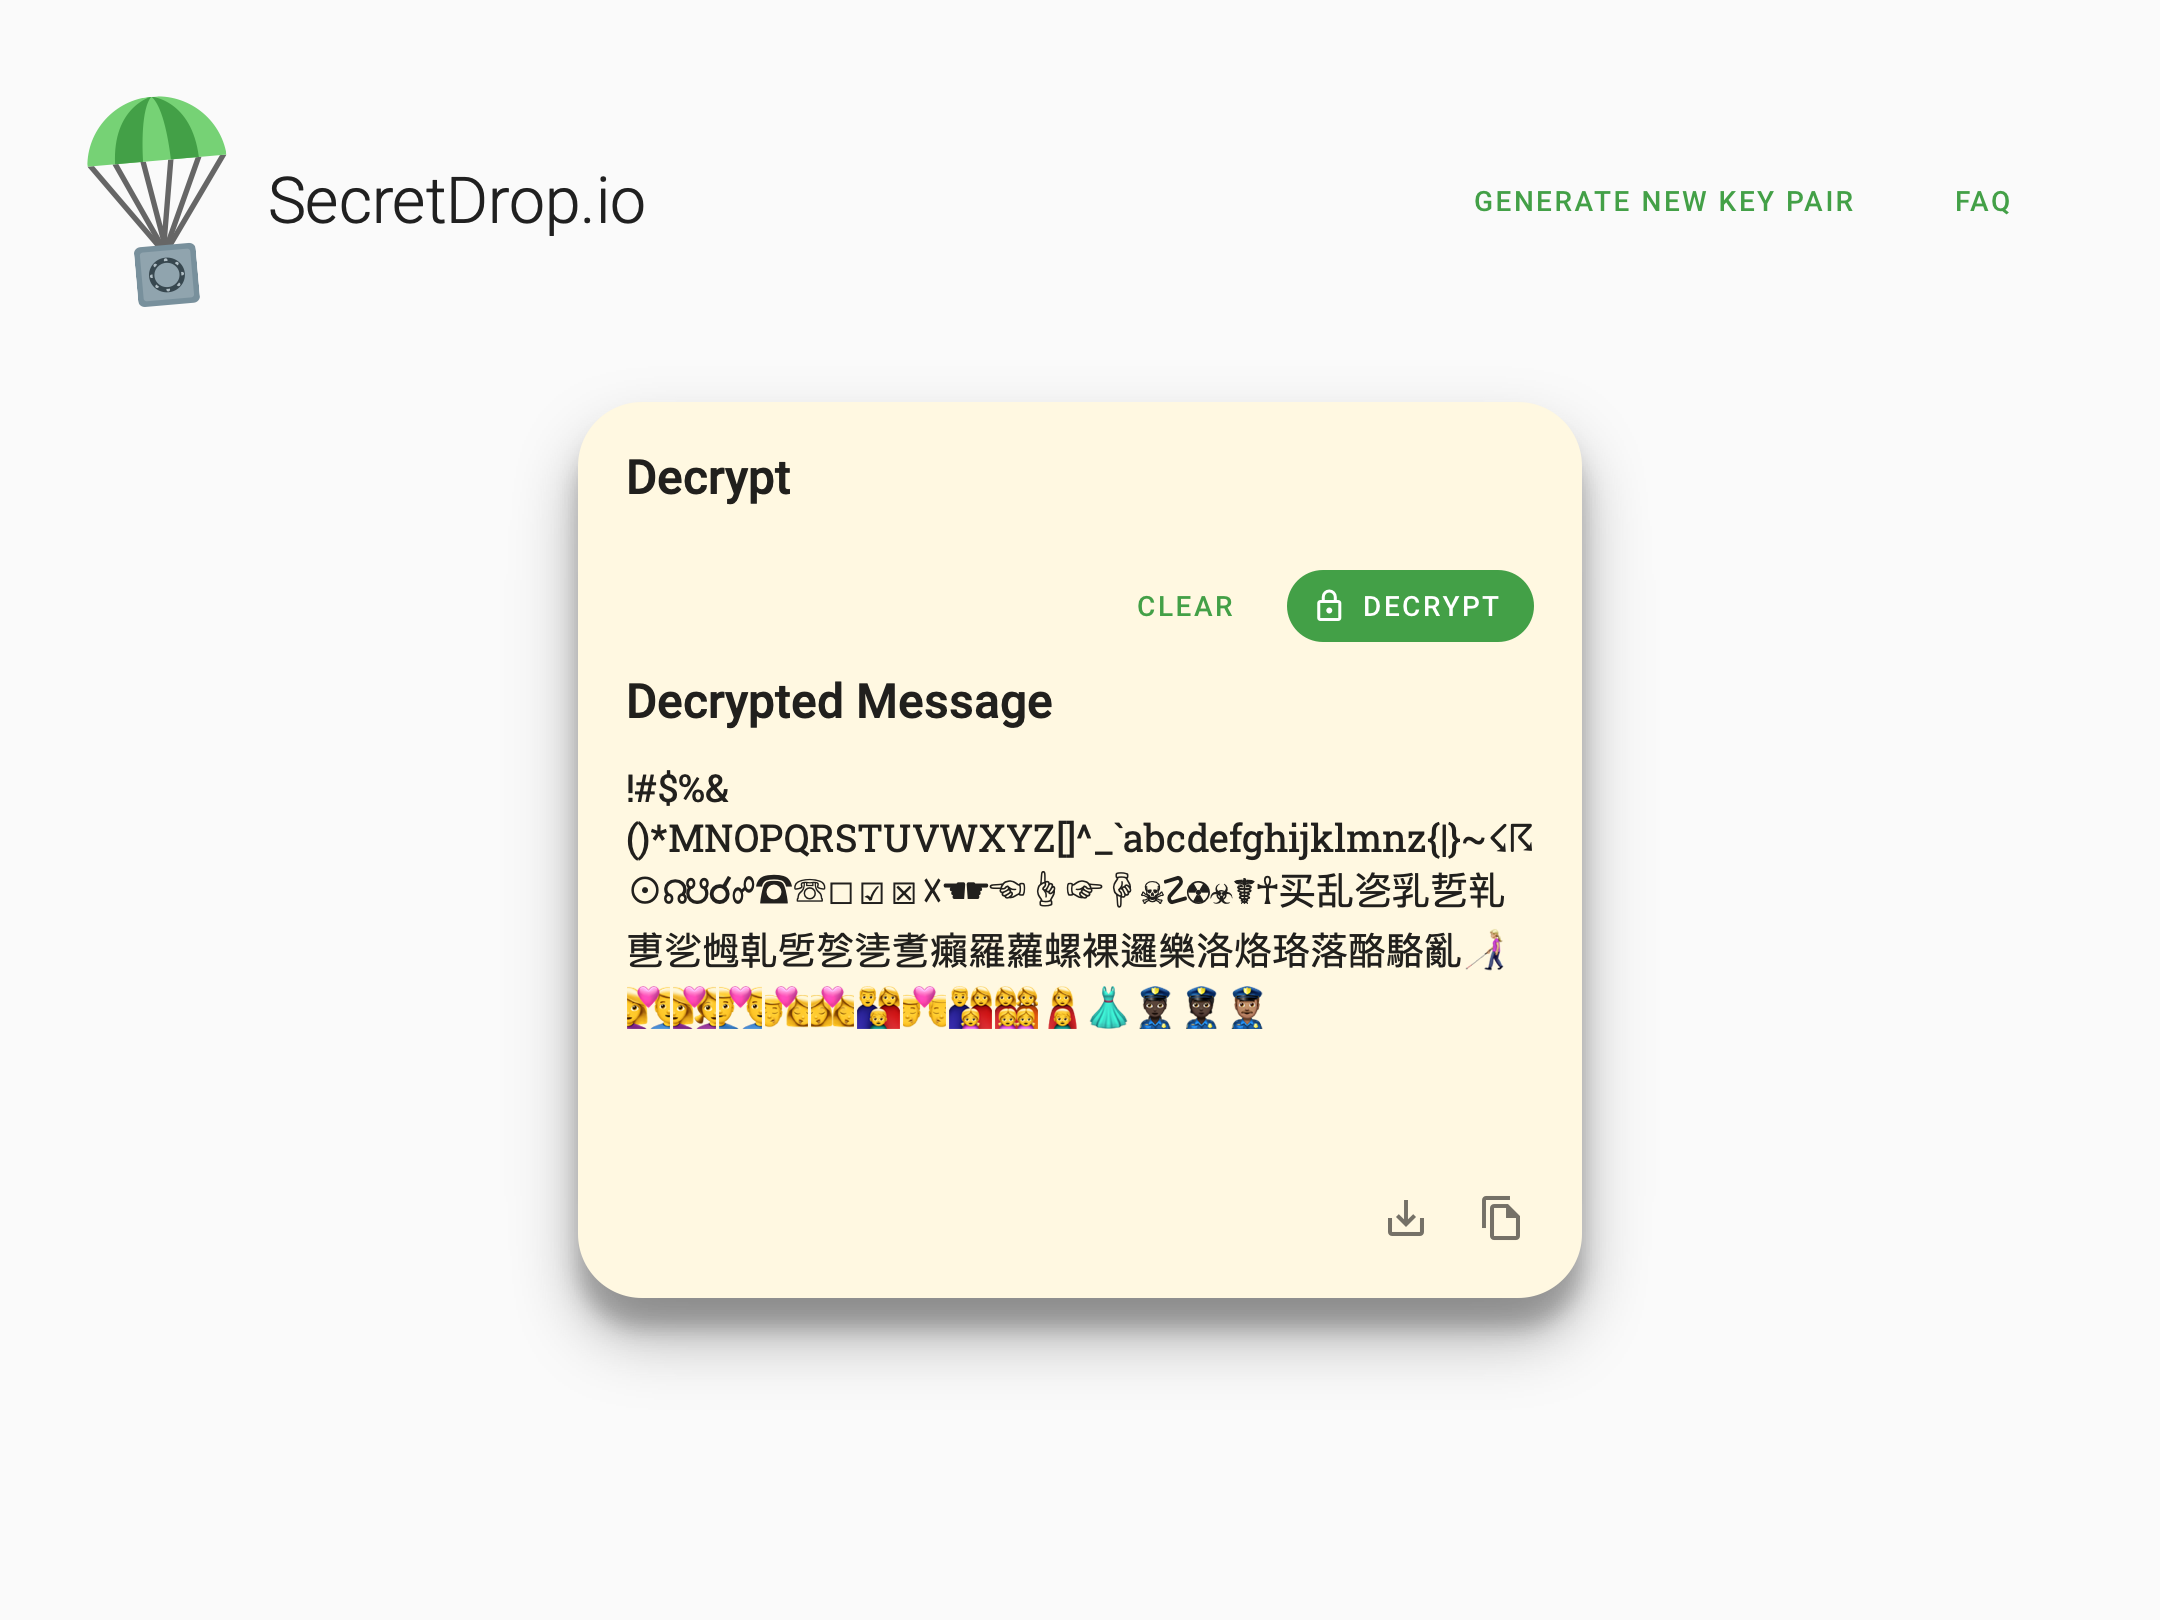 SecretDrop.io
GENERATE NEW KEY PAIR
FAQ
Decrypt
CLEAR
DECRYPT
Decrypted Message
!#$%&
()*MNOPQRSTUVWXYZ[]^_`abcdefghijklmnz{|}~☇☈
☉☊☋☌☍☎☏☐☑☒☓☚☛☜☝☞☟☠☡☢☣☤☥买乱乲乳乴乵
乶乷乸乹乺乻乼乽癩羅蘿螺裸邏樂洛烙珞落酪駱亂👩🏼‍🦯
👩‍❤️‍👨👩‍❤️‍👩👨‍❤️‍👨👨‍❤️‍💋‍👩👩‍❤️‍💋‍👩👨‍👩‍👦👨‍❤️‍💋‍👨👨‍👩‍👧👩‍👩‍👧‍👧👩‍👦👗👮🏿👮🏿👮🏽